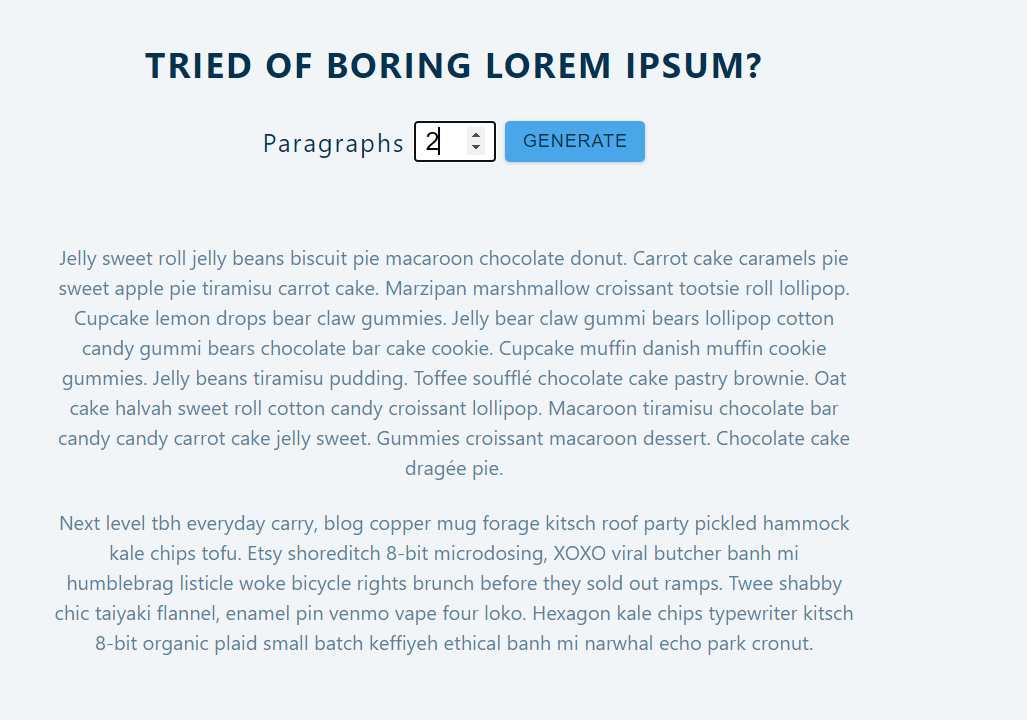 TRIED OF BORING LOREM IPSUM?
Paragraphs 2 GENERATE
Jelly sweet roll jelly beans biscuit pie macaroon chocolate donut. Carrot cake caramels pie
sweet apple pie tiramisu carrot cake. Marzipan marshmallow croissant tootsie roll lollipop.
Cupcake lemon drops bear claw gummies. Jelly bear claw gummi bears lollipop cotton
candy gummi bears chocolate bar cake cookie. Cupcake muffin danish muffin cookie
gummies. Jelly beans tiramisu pudding. Toffee soufflé chocolate cake pastry brownie. Oat
cake halvah sweet roll cotton candy croissant lollipop. Macaroon tiramisu chocolate bar
candy candy carrot cake jelly sweet. Gummies croissant macaroon dessert. Chocolate cake
dragée pie.
Next level tbh everyday carry, blog copper mug forage kitsch roof party pickled hammock
kale chips tofu. Etsy shoreditch 8-bit microdosing, XOXO viral butcher banh mi
humblebrag listicle woke bicycle rights brunch before they sold out ramps. Twee shabby
chic taiyaki flannel, enamel pin venmo vape four loko. Hexagon kale chips typewriter kitsch
8-bit organic plaid small batch keffiyeh ethical banh mi narwhal echo park cronut.